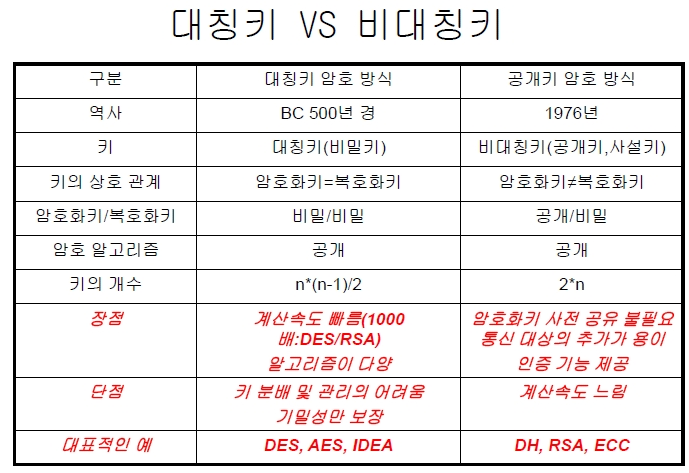 대칭키 VS 비대칭키
구분 대칭키 암호 방식 공개키 암호 방식
역사 BC 500년 경 1976년
키 대칭키(비밀키) 비대칭키(공개키,사설키)
키의 상호 관계 암호화키=복호화키 암호화키≠복호화키
암호화키/복호화키 비밀/비밀 공개/비밀
암호 알고리즘 공개 공개
키의 개수 n*(n-1)/2 2*n
장점 계산속도 빠름(1000 암호화키 사전 공유 불필요
배:DES/RSA) 통신 대상의 추가가 용이
알고리즘이 다양 인증 기능 제공
단점 키 분배 및 관리의 어려움 계산속도 느림
기밀성만 보장
대표적인 예 DES, AES, IDEA DH, RSA, ECC